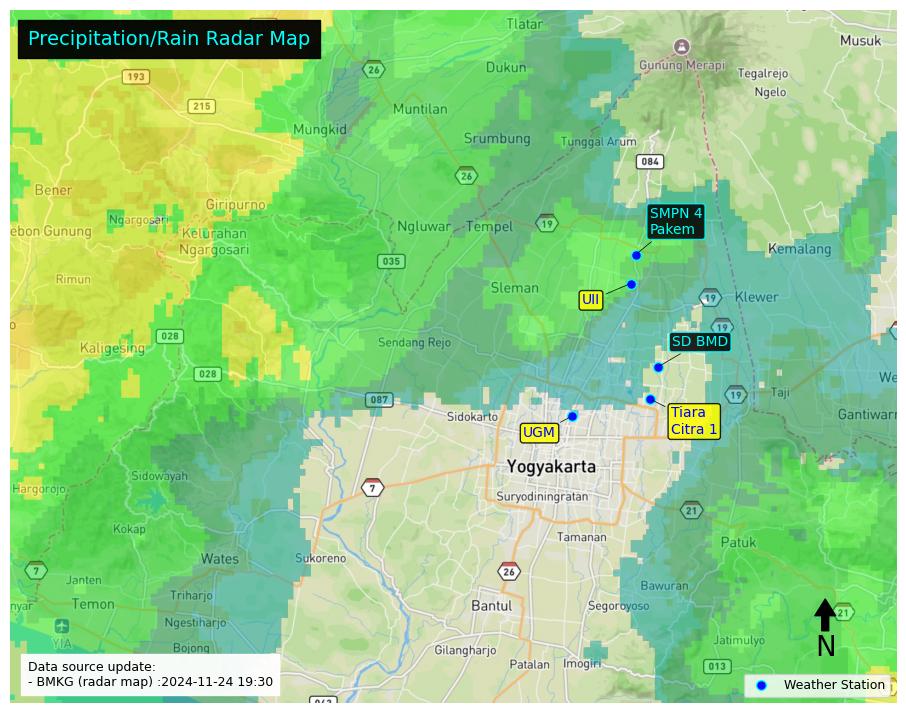 Precipitation/Rain Radar Map
Tlatar
Musuk
26
Dukun
Gunung Merapi
Tegalrejo
193
Ngelo
215
Muntilan
Mungkid
Srumbung
Tunggal Arum
084
26
Bener
Giripurno
SMPN 4
Pakem
Ngargosari
Ngluwar
Tempel
19
ebon Gunung
Kelurahan
Ngargosari
Kemalang
035
Rimun
Sleman
UII
19
Klewer
19
028
Sendang Rejo
SD BMD
Kaligesing
028
We
087
19
Taji
Sidokarto
Tiara
Citra 1
Gantiwar
UGM
Yogyakarta
Sidowayah
Hargorojo
7
Suryodiningratan
21
Kokap
Tamanan
Patuk
Wates
Sukoreno
7
26
Janten
Bawuran
Triharjo
Temon
nyar
Bantul
Segoroyoso
21
Ngestiharjo
YIA
N
Bojong
Gilangharjo
Jatimulyo
Patalan
Imogiri
013
Data source update:
- BMKG (radar map) :2024-11-24 19:30
Weather Station